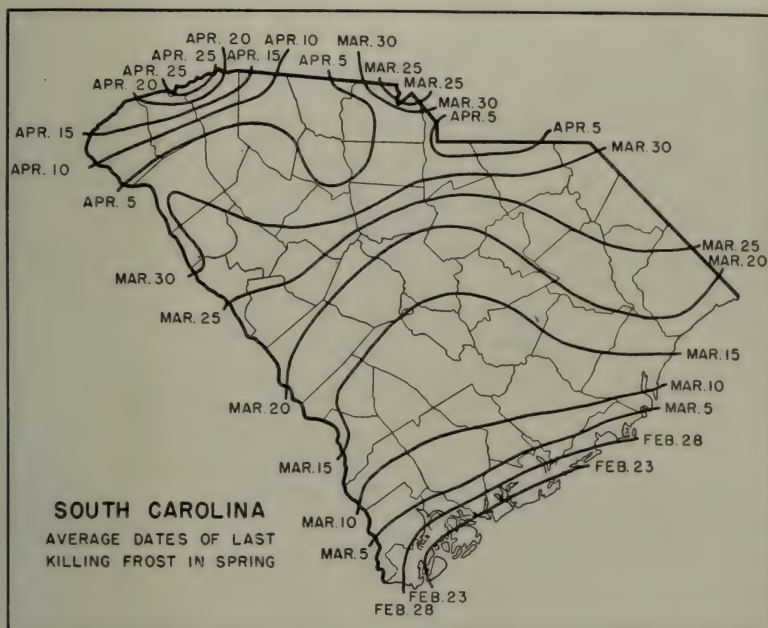 APR. 20
APR. 10
MAR. 30
APR. 25
APR. 15
APR. 5
MAR. 25
APR. 25
MAR. 25
APR. 20
MAR. 30
APR. 5
APR. 15
APR. 5
MAR. 30
APR. 10
APR. 5
MAR. 25
MAR. 20
MAR. 30
MAR. 25
MAR. 15
MAR. 10
MAR. 20
MAR. 5
FEB. 28
MAR. 15
FEB. 23
SOUTH CAROLINA
AVERAGE DATES OF LAST
KILLING FROST IN SPRING
MAR. 10
MAR. 5
FEB. 23
FEB. 28